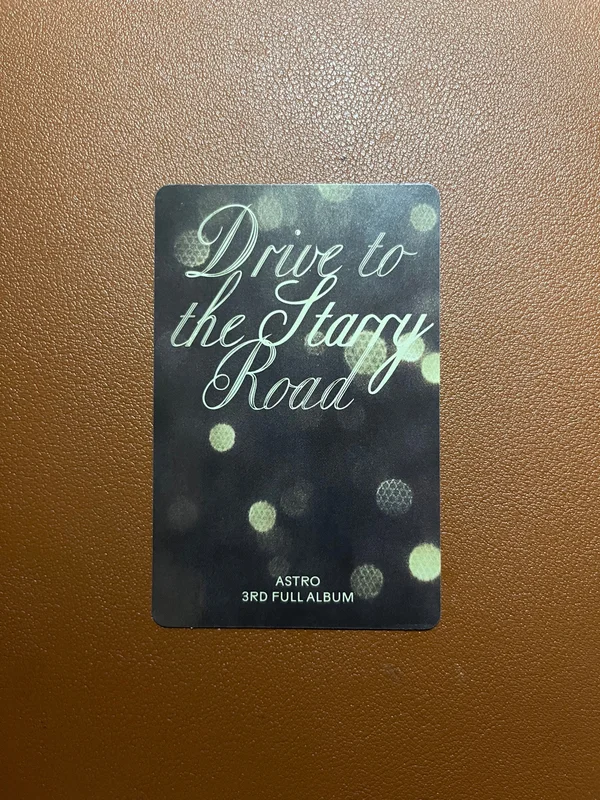 Drive to
the Starry
Road
ASTRO
3RD FULL ALBUM